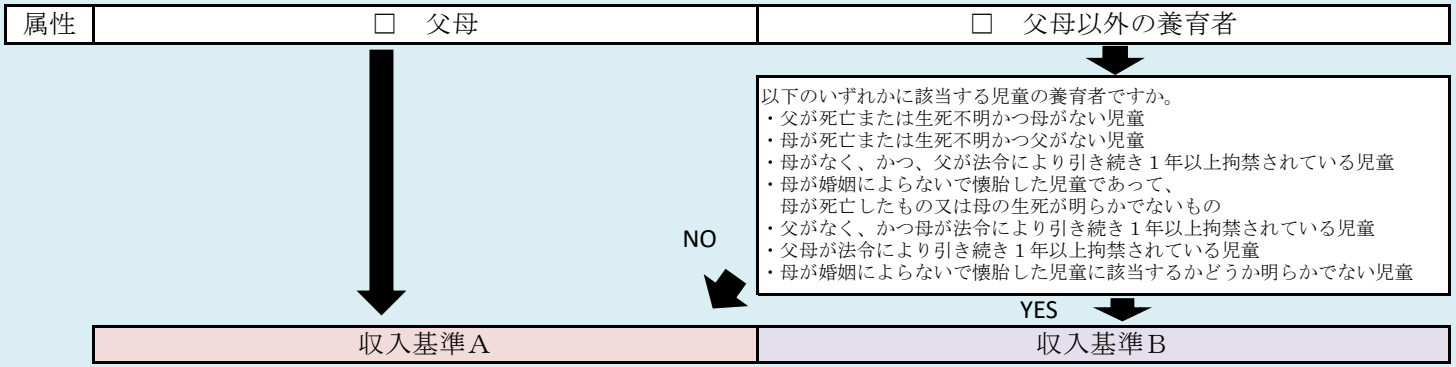 属性
□ 父母
□ 父母以外の養育者
以下のいずれかに該当する児童の養育者ですか。
・父が死亡または生死不明かつ母がない児童
・母が死亡または生死不明かつ父がない児童
・母がなく、かつ、父が法令により引き続き１年以上拘禁されている児童
・母が婚姻によらないで懐胎した児童であって、
母が死亡したもの又は母の生死が明らかでないもの
・父がなく、かつ母が法令により引き続き１年以上拘禁されている児童
・父母が法令により引き続き１年以上拘禁されている児童
・母が婚姻によらないで懐胎した児童に該当するかどうか明らかでない児童
NO
YES
収入基準Ａ
収入基準Ｂ